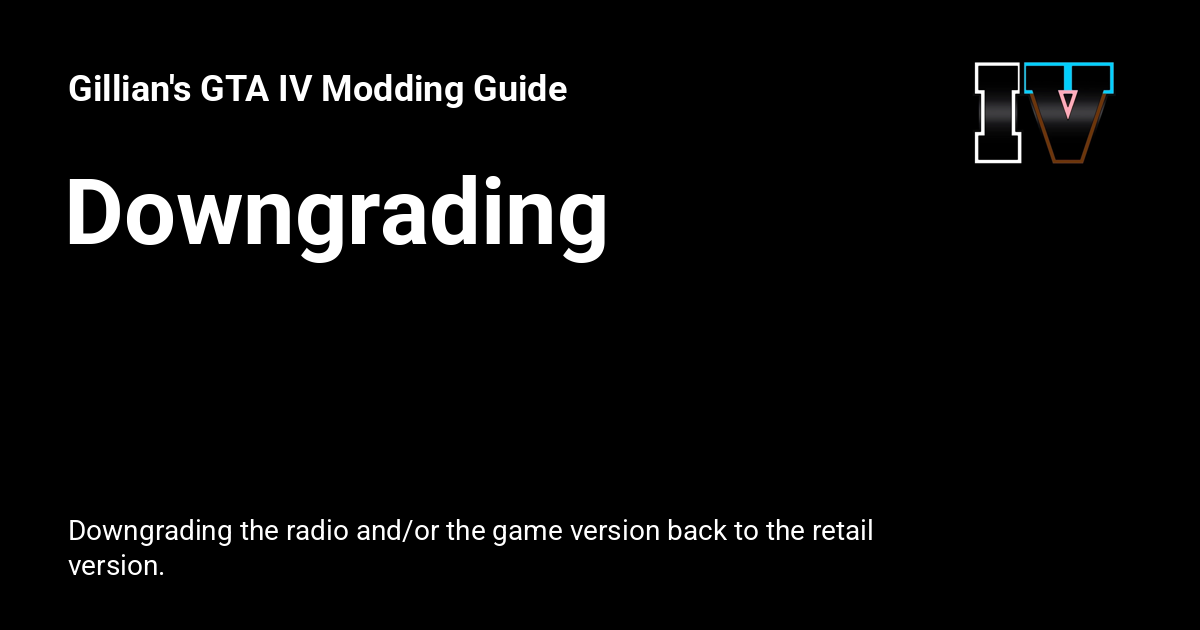 Gillian's GTA IV Modding Guide
IV
Downgrading
Downgrading the radio and/or the game version back to the retail
version.